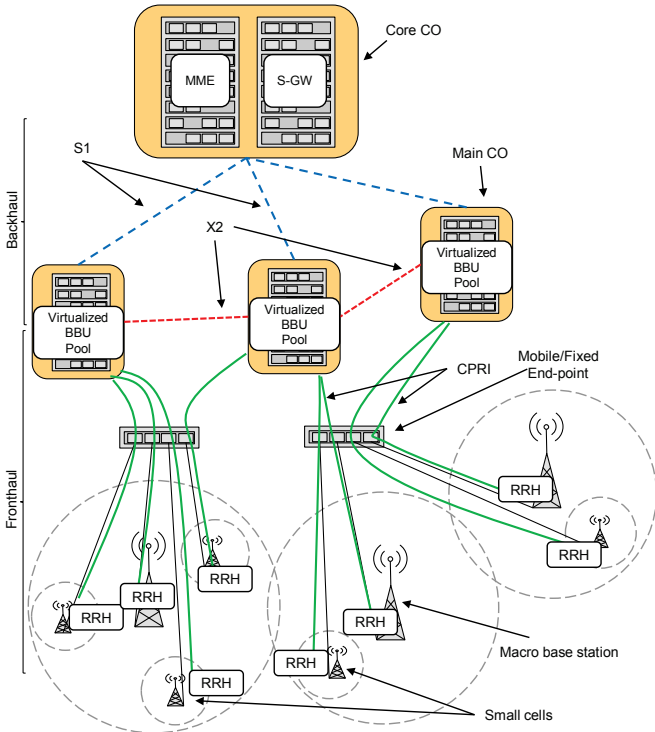 Core CO
MME
S-GW
S1
Main CO
Backhaul
X2
Virtualized
BBU
Pool
Virtualized
BBU
Pool
Virtualized
BBU
Pool
CPRI
Mobile/Fixed
End-point
Fronthaul
RRH
RRH
RRH
RRH
RRH
RRH
RRH
RRH
Macro base station
Small cells